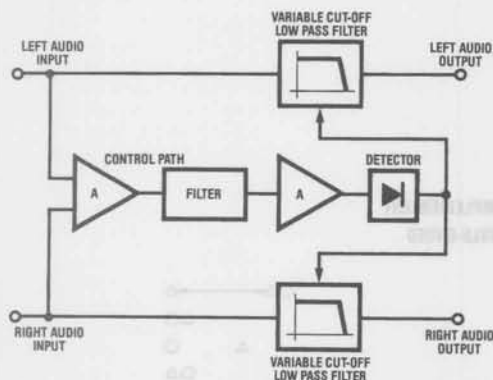 VARIABLE CUT-OFF
LOW PASS FILTER
LEFT AUDIO
INPUT
LEFT AUDIO
OUTPUT
CONTROL PATH
DETECTOR
A
FILTER
A
RIGHT AUDIO
INPUT
RIGHT AUDIO
OUTPUT
VARIABLE CUT-OFF
LOW PASS FILTER